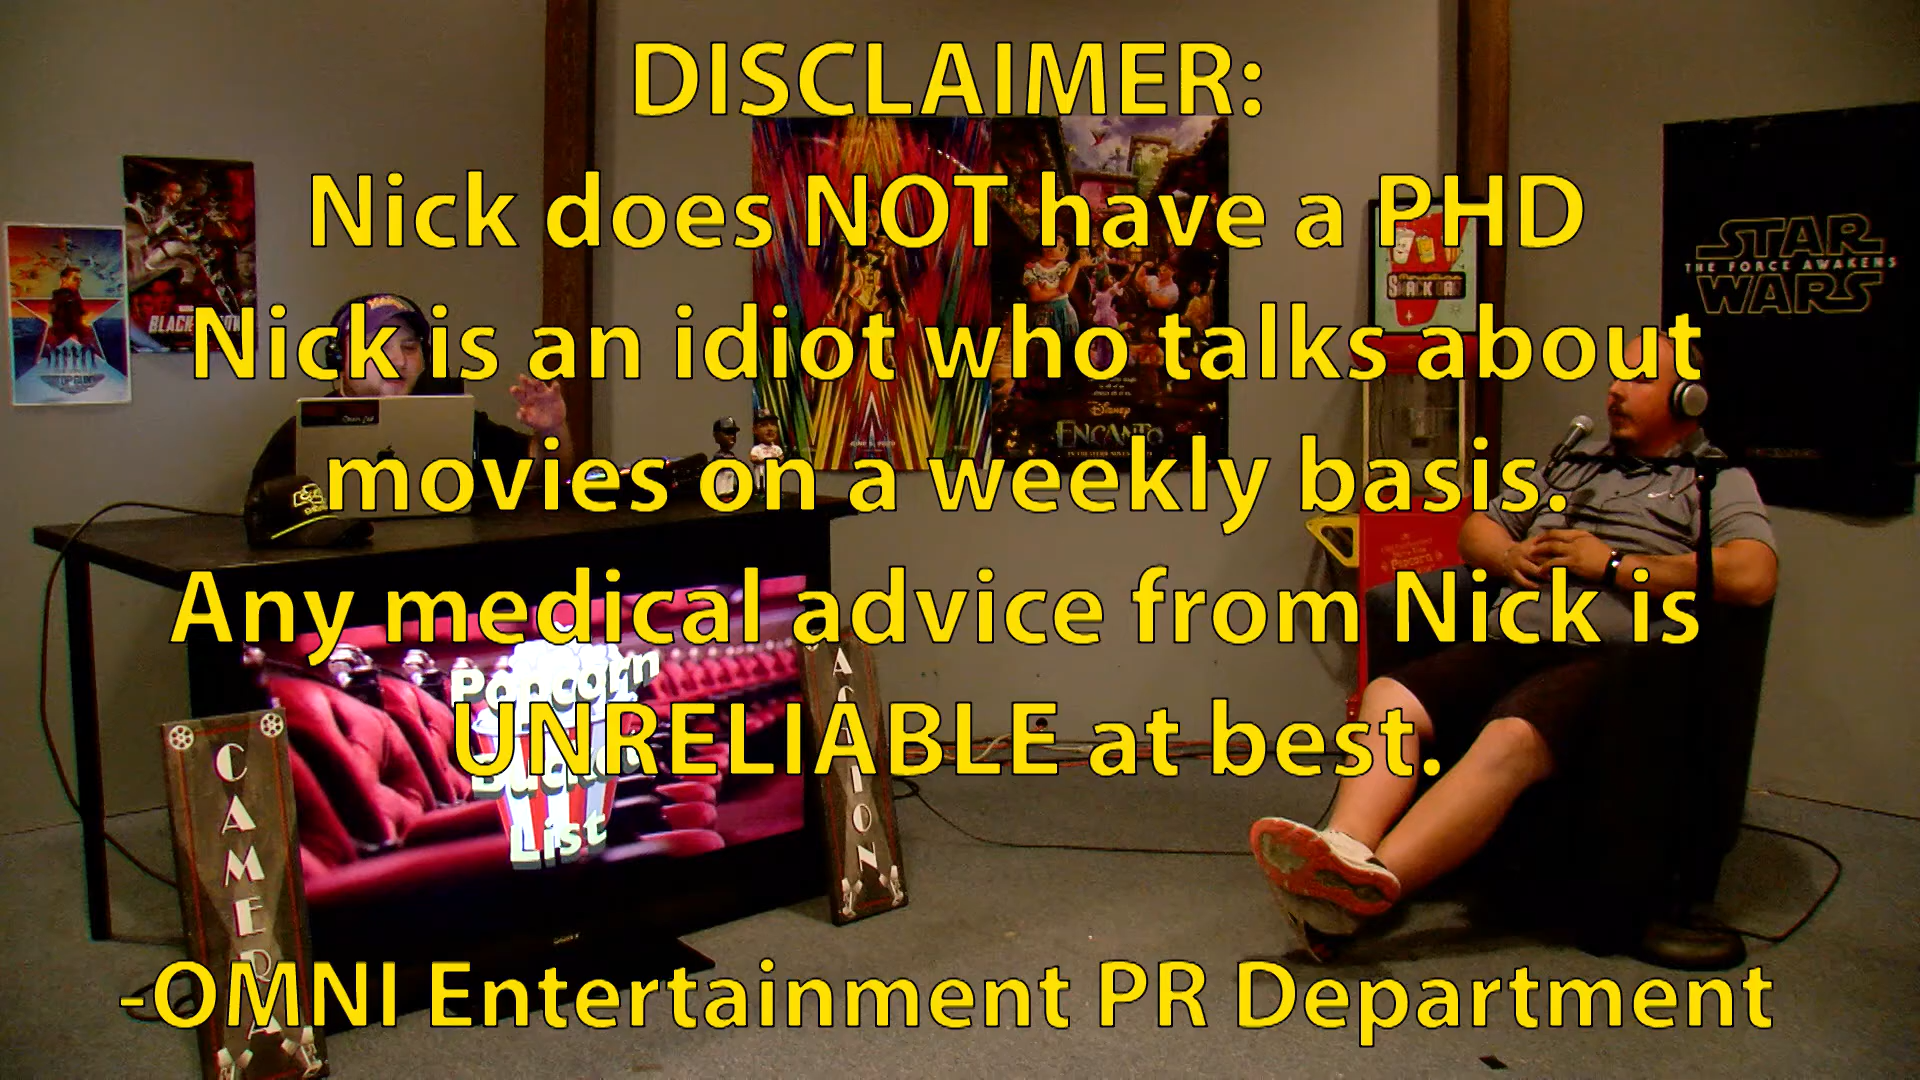 DISCLAIMER:
Nick does NOT have a PHD
Nick is an idiot who talks about
movies on a weekly basis.
Any medical advice from Nick is
UNRELIABLE at best.
-OMNI Entertainment PR Department
STAR
THE FORCE AWAKENS
WARS
BLACK
Disney
ENCANTO
Popcorn
Bucket
List
CAMERA
ACTION